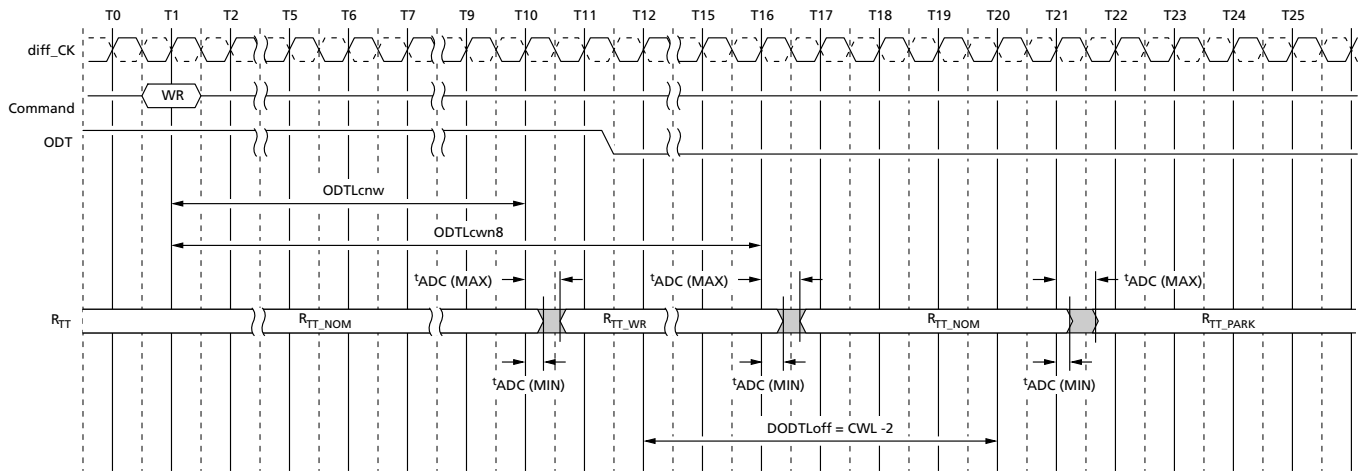 T0 T1 T2 T5 T6 T7 T9 T10 T11 T12 T15 T16 T17 T18 T19 T20 T21 T22 T23 T24 T25
diff_CK
WR
Command
ODT
ODTLcnw
ODTLcwn8
tADC (MAX) tADC (MAX) tADC (MAX)
RTT RTT_NOM RTT_WR RTT_NOM RTT_PARK
tADC (MIN) tADC (MIN) tADC (MIN)
DODTLoff = CWL -2